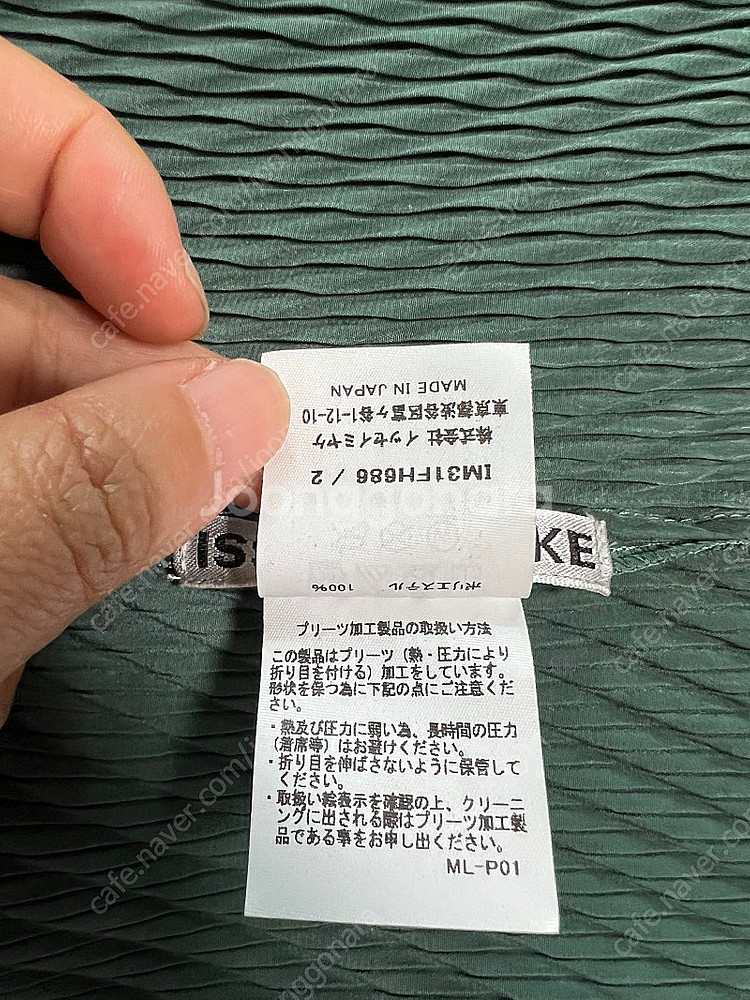 MADE IN JAPAN
東京都渋谷区富ヶ谷1-12-10
株式会社 イッセイミヤケ
IM31FH686 / 2
Joonggonara
Is
KE
ポリエステル 100%
プリーツ加工製品の取扱い方法
この製品はプリーツ（熱・圧力により
折り目を付ける）加工をしています。
形状を保つ為に下記の点にご注意くだ
さい。
・熱及び圧力に弱い為、長時間の圧力
（着席等）はお避けください。
・折り目を伸ばさないように保管して
ください。
・取扱い絵表示を確認の上、クリーニ
ングに出される際はプリーツ加工製
品である事をお申し出ください。
ML-P01
cafe.naver.com/joonggonara